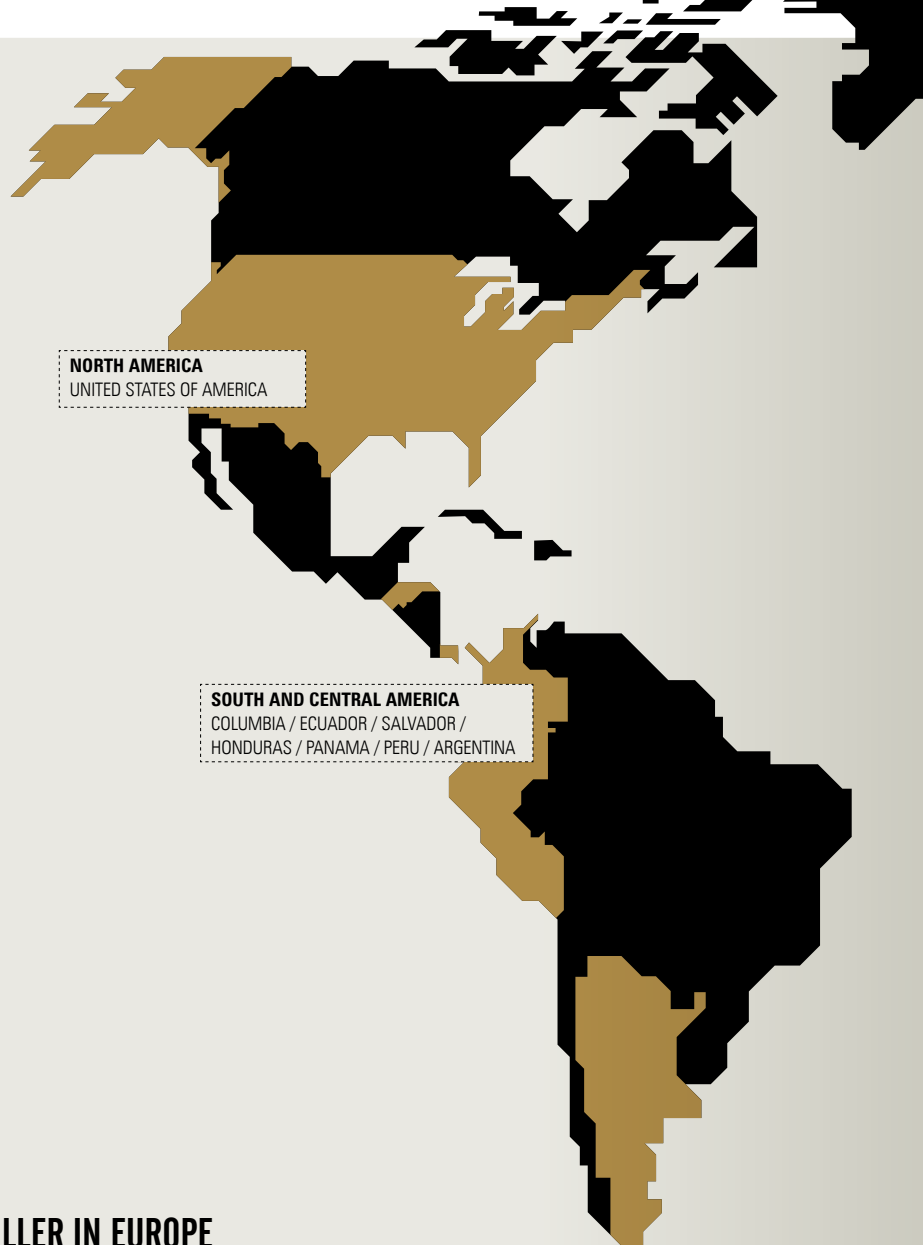 NORTH AMERICA
UNITED STATES OF AMERICA
SOUTH AND CENTRAL AMERICA
COLUMBIA / ECUADOR / SALVADOR /
HONDURAS / PANAMA / PERU / ARGENTINA
LLER IN EUROPE